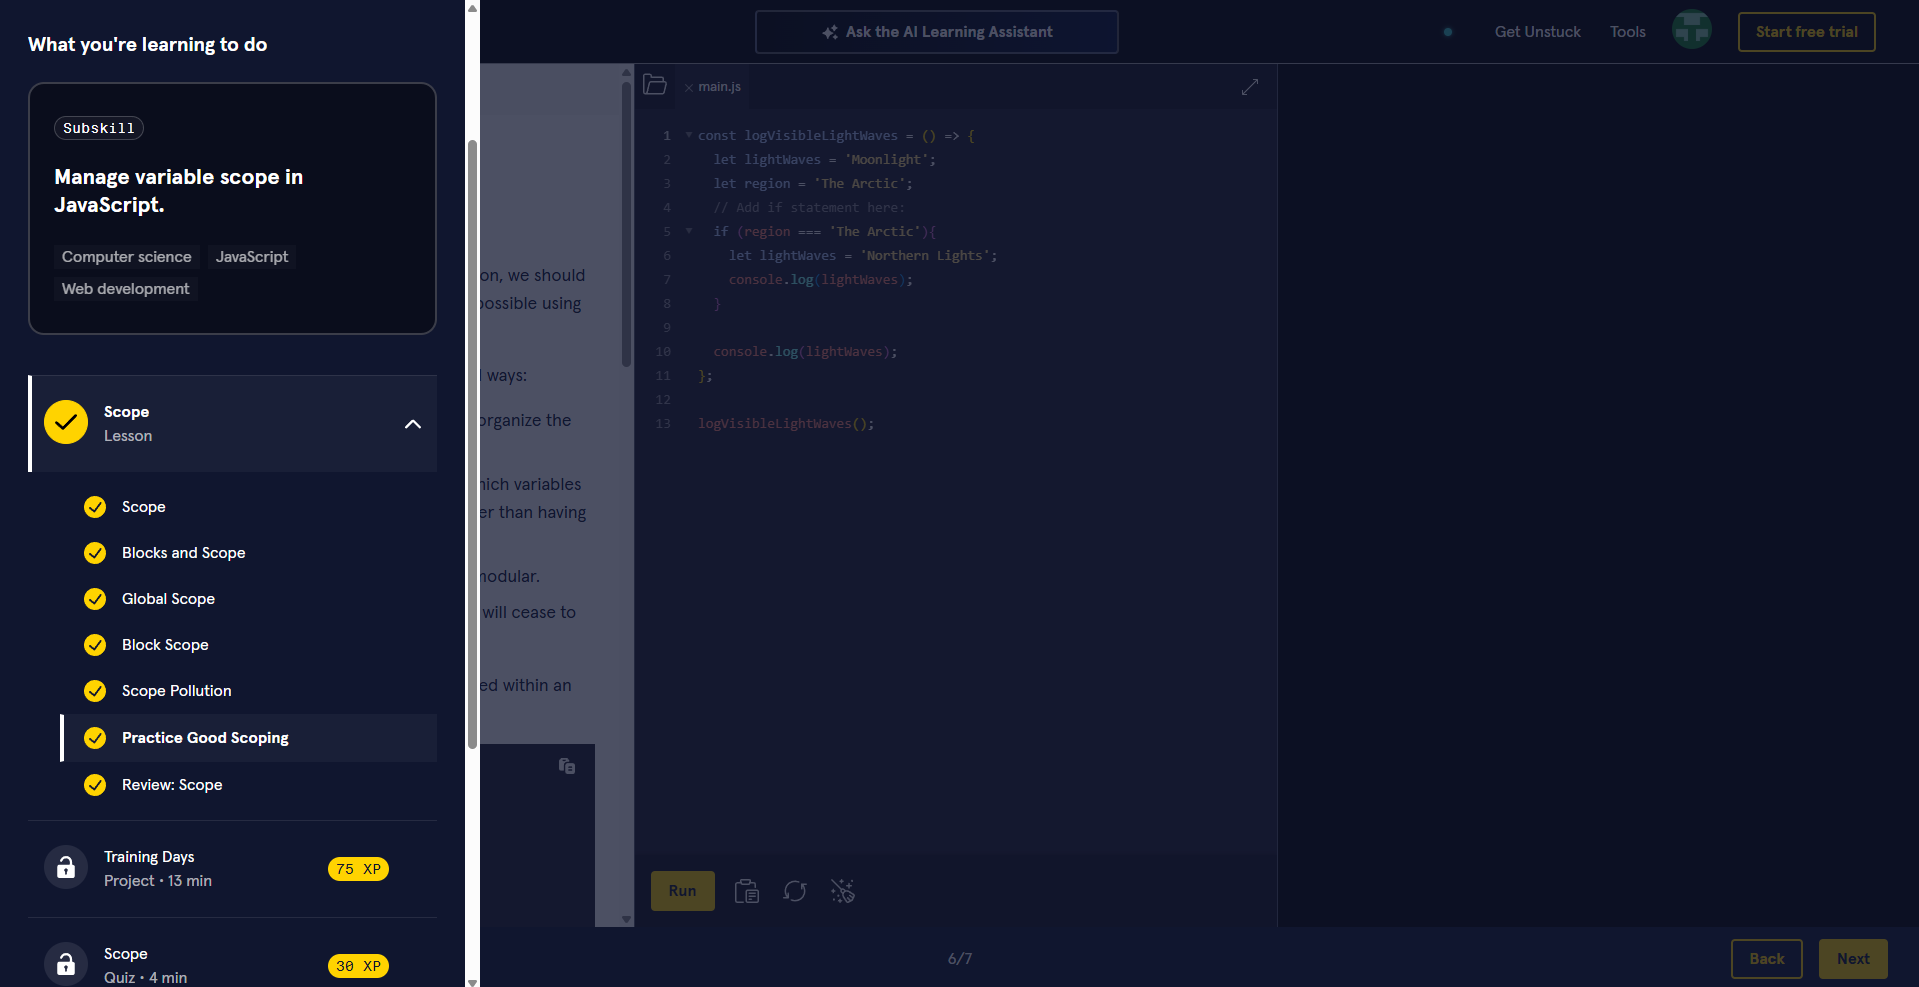 What you're learning to do
Subskill
Manage variable scope in
JavaScript.
Computer science
JavaScript
Web development
Scope
Lesson
Scope
Blocks and Scope
Global Scope
Block Scope
Scope Pollution
Practice Good Scoping
Review: Scope
Training Days
Project • 13 min
75 XP
Scope
Quiz • 4 min
30 XP
Ask the AI Learning Assistant
Get Unstuck
Tools
Start free trial
on, we should
possible using
ways:
organize the
hich variables
er than having
modular.
will cease to
ed within an
main.js
1 const logVisibleLightWaves = () => {
2 let lightWaves = 'Moonlight';
3 let region = 'The Arctic';
4 // Add if statement here:
5 if (region === 'The Arctic'){
6 let lightWaves = 'Northern Lights';
7 console.log(lightWaves);
8 }
9
10 console.log(lightWaves);
11 };
12
13 logVisibleLightWaves();
Run
6/7
Back
Next